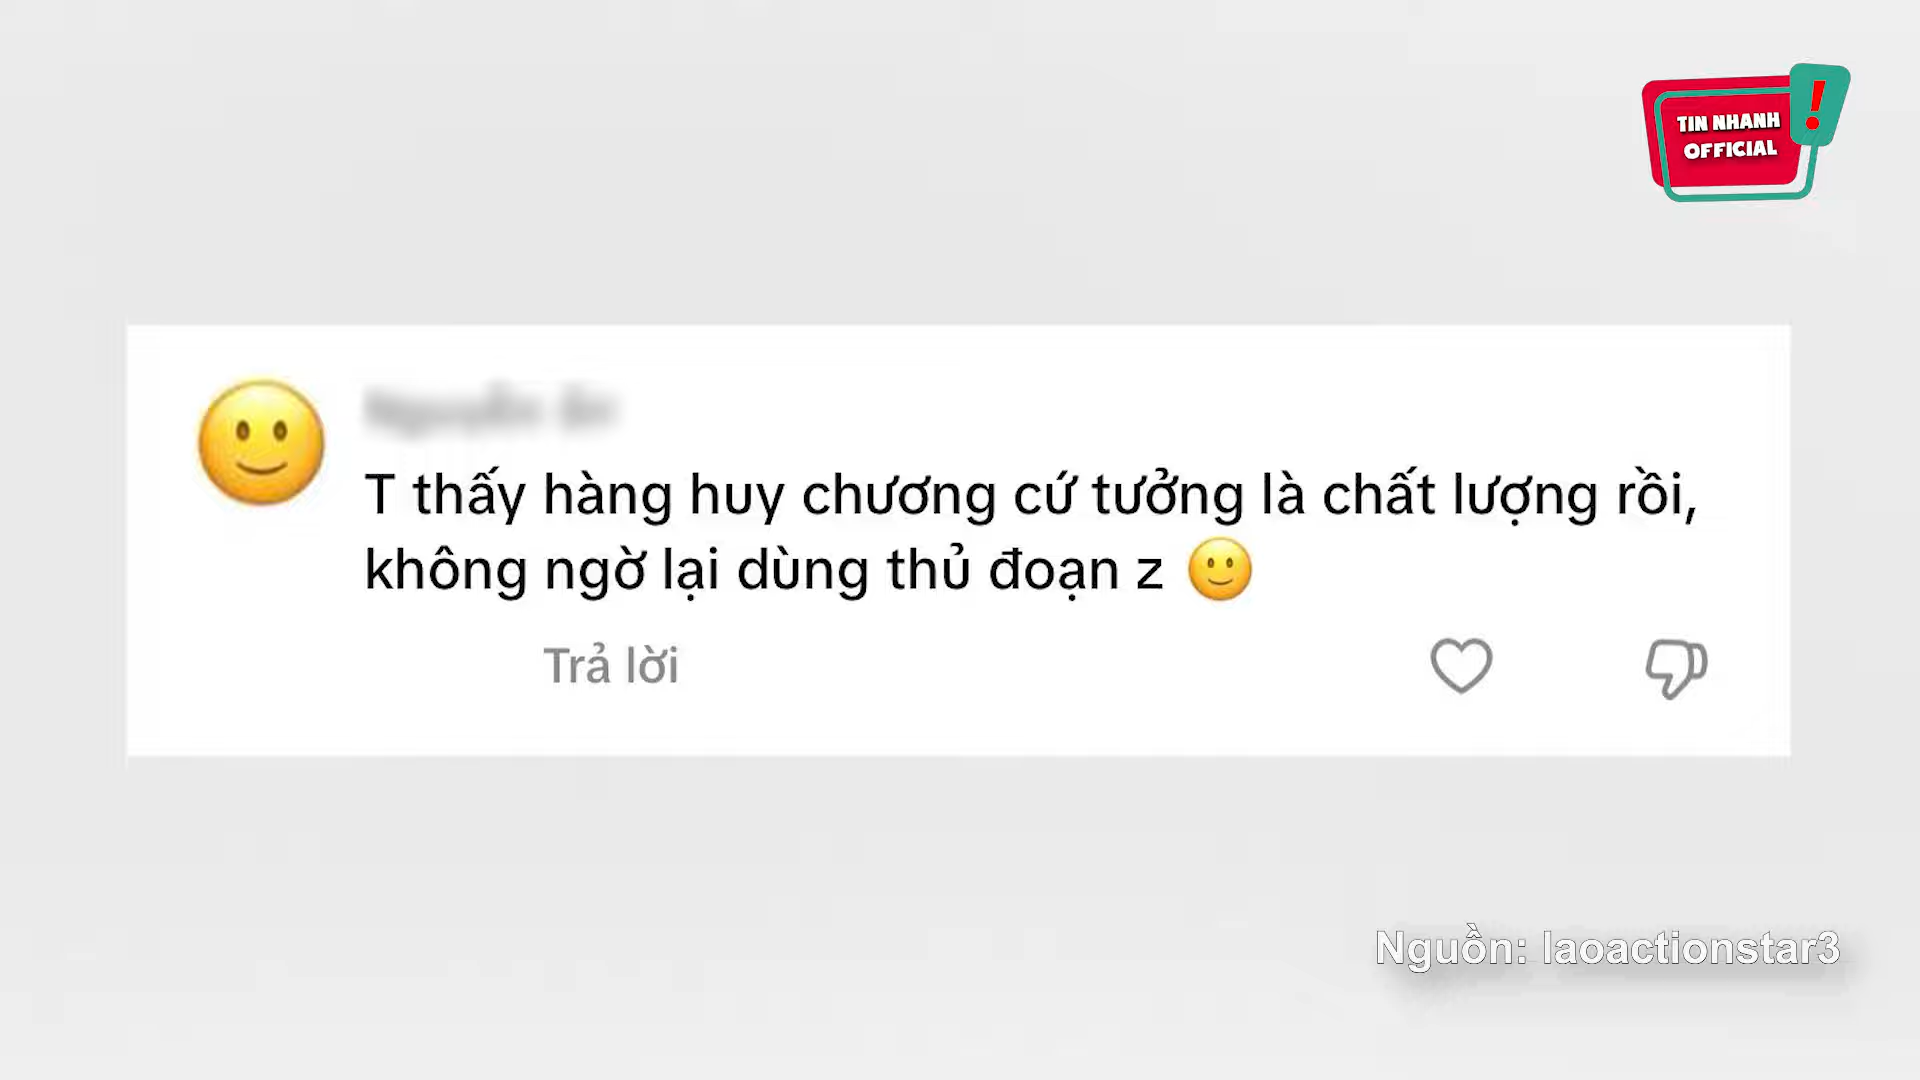 TIN NHANH
OFFICIAL
T thấy hàng huy chương cứ tưởng là chất lượng rồi,
không ngờ lại dùng thủ đoạn z 🙂
Trả lời
Nguồn: laoactionstar3